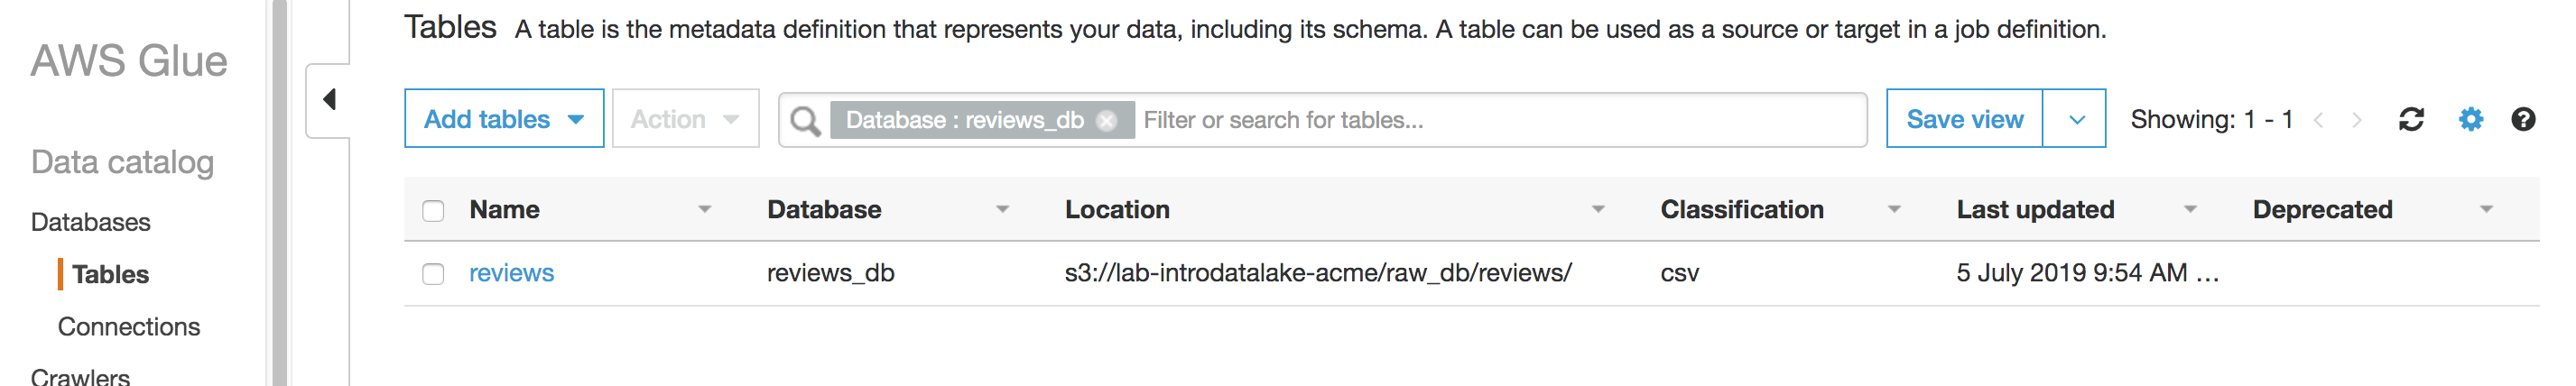 AWS Glue
Data catalog
Databases
Tables
Connections
Crawlers
Tables A table is the metadata definition that represents your data, including its schema. A table can be used as a source or target in a job definition.
Add tables Action Database : reviews_db Filter or search for tables... Save view Showing: 1 - 1
Name Database Location Classification Last updated Deprecated
reviews reviews_db s3://lab-introdatalake-acme/raw_db/reviews/ csv 5 July 2019 9:54 AM ...